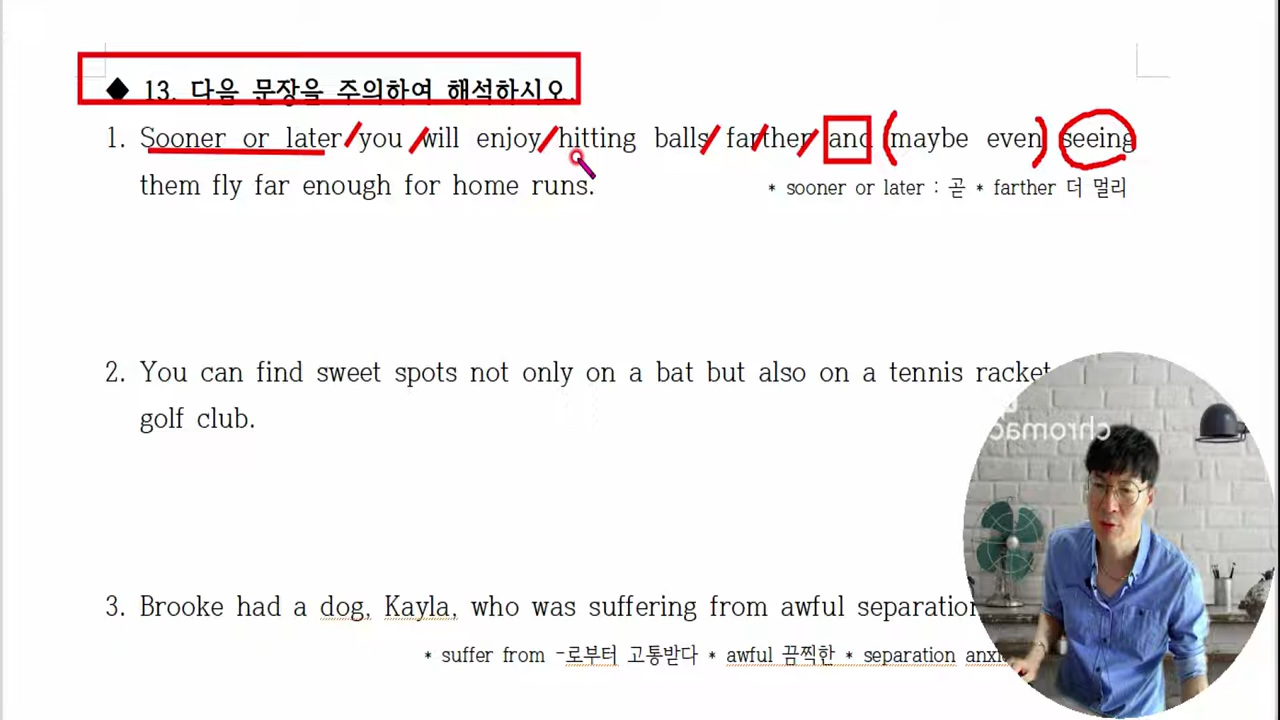 ◆ 13. 다음 문장을 주의하여 해석하시오.
1. Sooner or later you will enjoy hitting balls farther and maybe even seeing
them fly far enough for home runs.
* sooner or later : 곧 * farther 더 멀리
2. You can find sweet spots not only on a bat but also on a tennis racket
golf club.
3. Brooke had a dog, Kayla, who was suffering from awful separation
* suffer from -로부터 고통받다 * awful 끔찍한 * separation
chromac